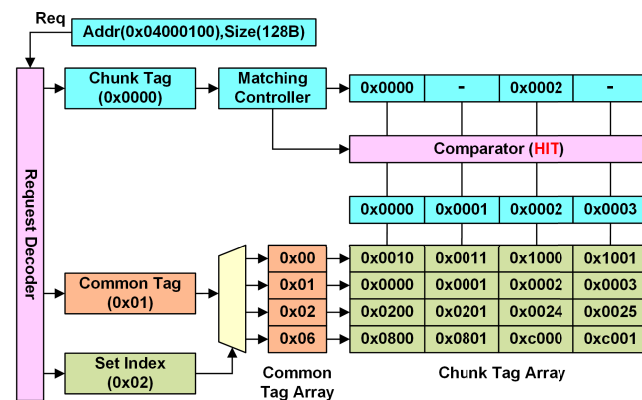 Req
Addr(0x04000100),Size(128B)
Chunk Tag
(0x0000)
Matching
Controller
0x0000 - 0x0002 -
Comparator (HIT)
Request Decoder
0x0000 0x0001 0x0002 0x0003
Common Tag
(0x01)
0x00 0x0010 0x0011 0x1000 0x1001
0x01 0x0000 0x0001 0x0002 0x0003
0x02 0x0200 0x0201 0x0024 0x0025
0x06 0x0800 0x0801 0xc000 0xc001
Set Index
(0x02)
Common
Tag Array
Chunk Tag Array